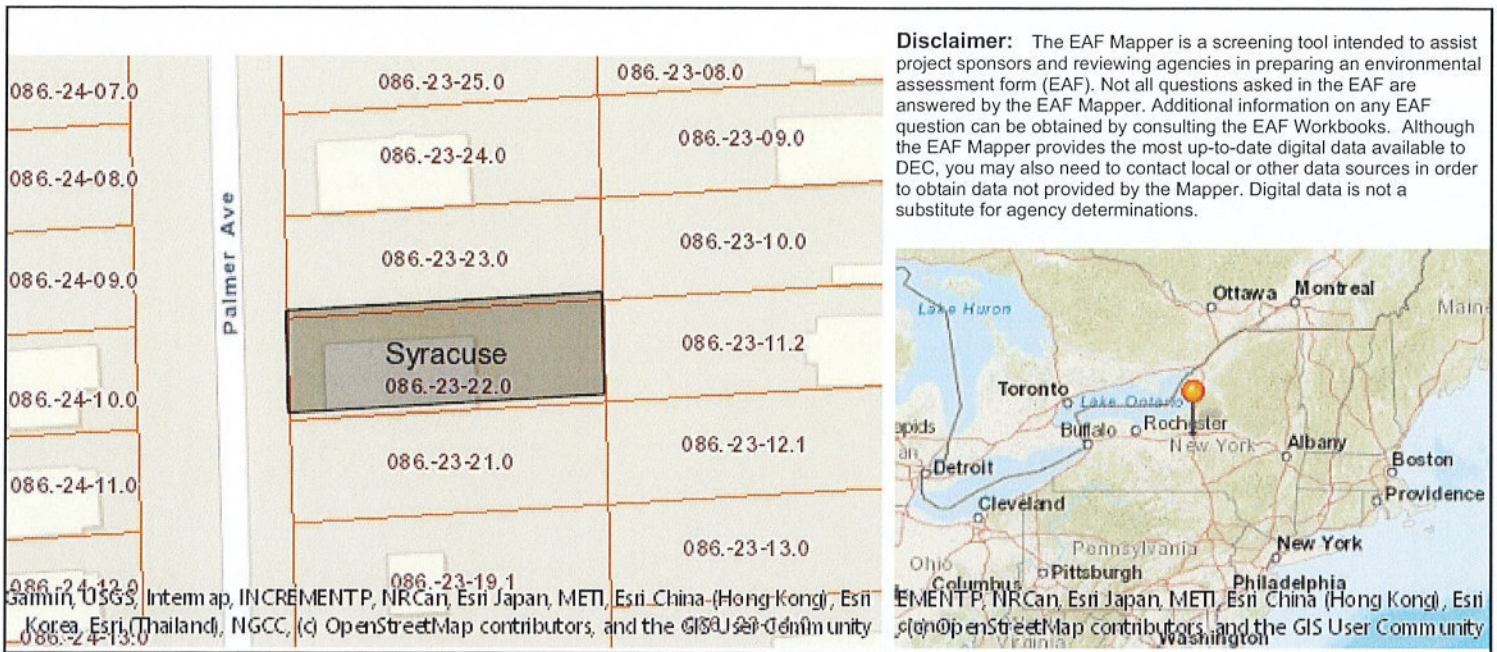 086.-24-07.0
086.-24-08.0
086.-24-09.0
086.-24-10.0
086.-24-11.0
086.-24-12.0
086.-24-13.0
Palmer Ave
086.-23-25.0
086.-23-24.0
086.-23-23.0
Syracuse
086.-23-22.0
086.-23-21.0
086.-23-19.1
086.-23-08.0
086.-23-09.0
086.-23-10.0
086.-23-11.2
086.-23-12.1
086.-23-13.0
Garmin, USGS, Intermap, INCREMENT P, NRCan, Esri Japan, METI, Esri China (Hong Kong), Esri
Korea, Esri (Thailand), NGCC, (c) OpenStreetMap contributors, and the GIS User Community
Disclaimer: The EAF Mapper is a screening tool intended to assist
project sponsors and reviewing agencies in preparing an environmental
assessment form (EAF). Not all questions asked in the EAF are
answered by the EAF Mapper. Additional information on any EAF
question can be obtained by consulting the EAF Workbooks. Although
the EAF Mapper provides the most up-to-date digital data available to
DEC, you may also need to contact local or other data sources in order
to obtain data not provided by the Mapper. Digital data is not a
substitute for agency determinations.
Ottawa
Montreal
Maine
Lake Huron
Toronto
Lake Ontario
Buffalo
Rochester
New York
Albany
apids
an
Detroit
Boston
Providence
Cleveland
Pennsylvania
New York
Ohio
Columbus
Pittsburgh
Philadelphia
EMENT P, NRCan, Esri Japan, METI, Esri China (Hong Kong), Esri
(c) OpenStreetMap contributors, and the GIS User Community
Washington
Virginia